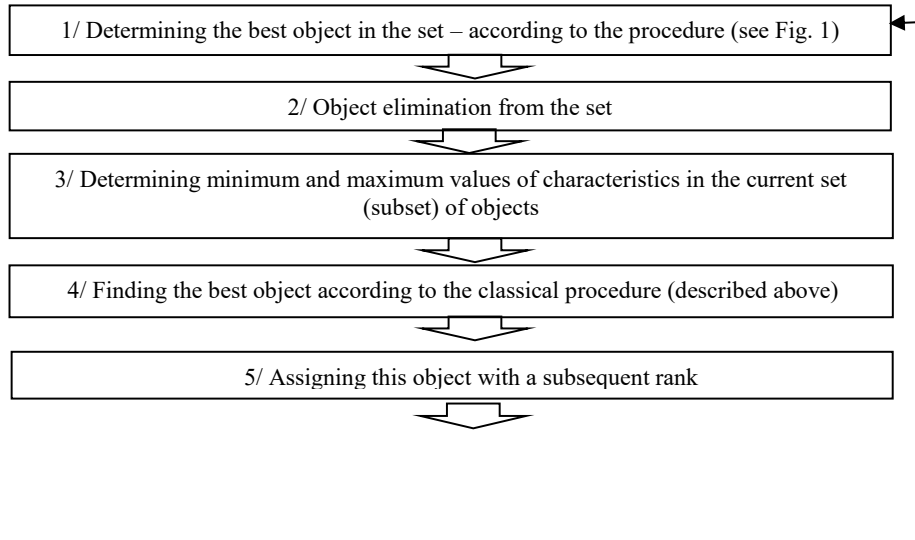 1/ Determining the best object in the set – according to the procedure (see Fig. 1)
2/ Object elimination from the set
3/ Determining minimum and maximum values of characteristics in the current set
(subset) of objects
4/ Finding the best object according to the classical procedure (described above)
5/ Assigning this object with a subsequent rank